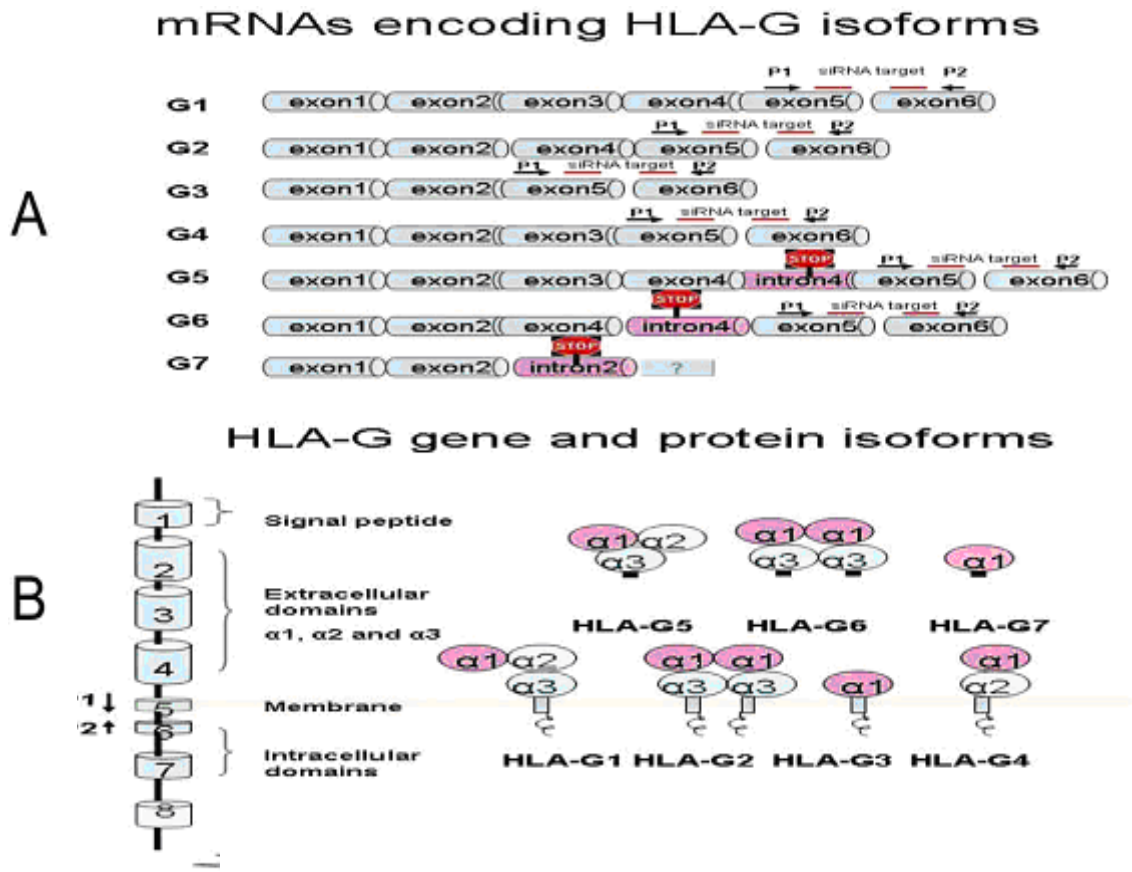 mRNAs encoding HLA-G isoforms
A
P1 siRNA target P2
G1 exon1 exon2 exon3 exon4 exon5 exon6
P1 siRNA target P2
G2 exon1 exon2 exon4 exon5 exon6
P1 siRNA target P2
G3 exon1 exon2 exon5 exon6
P1 siRNA target P2
G4 exon1 exon2 exon3 exon5 exon6
STOP P1 siRNA target P2
G5 exon1 exon2 exon3 exon4 intron4 exon5 exon6
STOP P1 siRNA target P2
G6 exon1 exon2 exon4 intron4 exon5 exon6
STOP
G7 exon1 exon2 intron2 ?
HLA-G gene and protein isoforms
B
1 Signal peptide
2
3 Extracellular
domains
α1, α2 and α3
4
5 Membrane
6
7 Intracellular
domains
8
α1 α2 α1 α1
α3 α3 α3 α1
HLA-G5 HLA-G6 HLA-G7
α1 α2 α1 α1 α1
α3 α3 α3 α1 α2
HLA-G1 HLA-G2 HLA-G3 HLA-G4